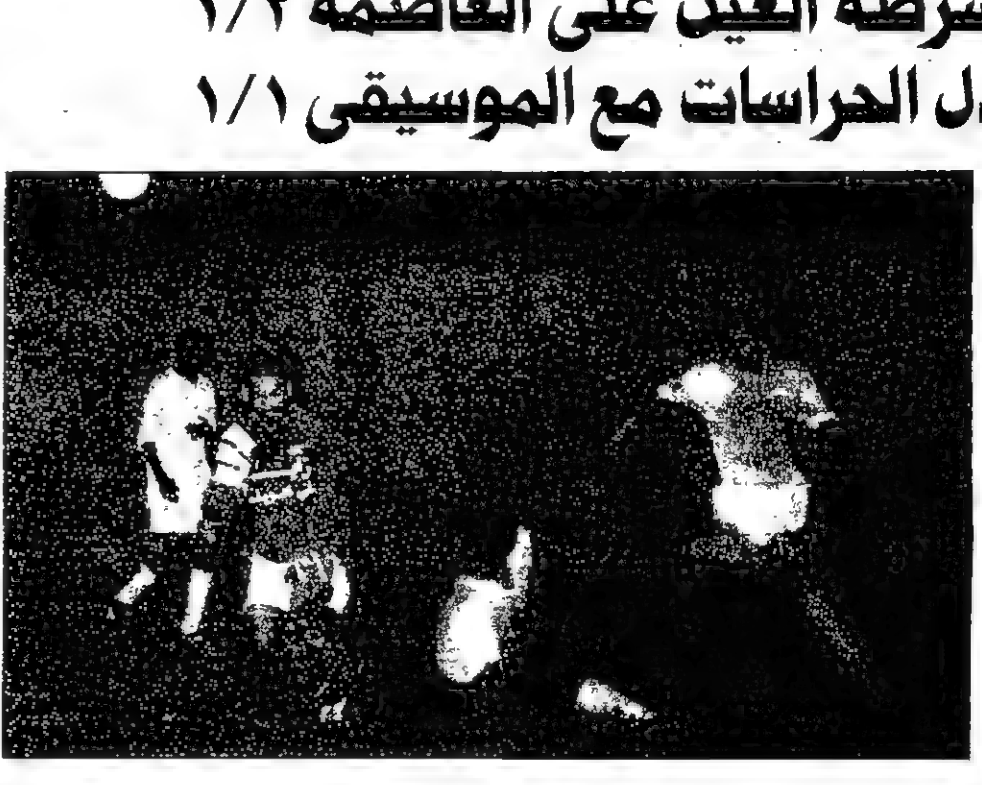 شرطة العين على العاصمة ١/٢
الحراسات مع الموسيقى ١/١